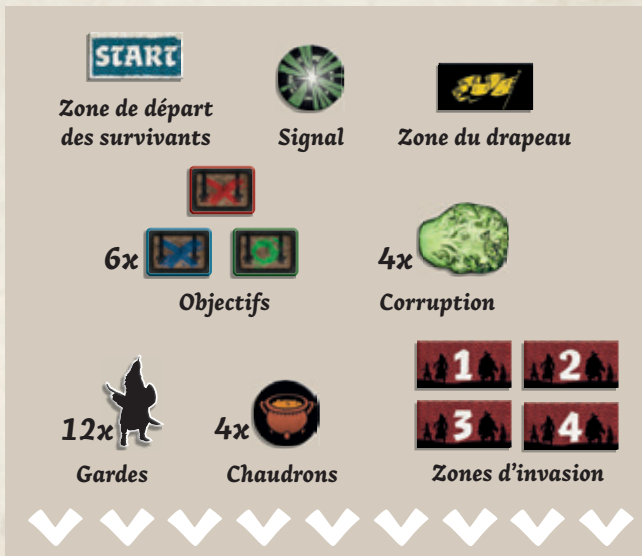 START
Zone de départ
des survivants
Signal
Zone du drapeau
6x
Objectifs
4x
Corruption
12x
Gardes
4x
Chaudrons
1
2
3
4
Zones d'invasion